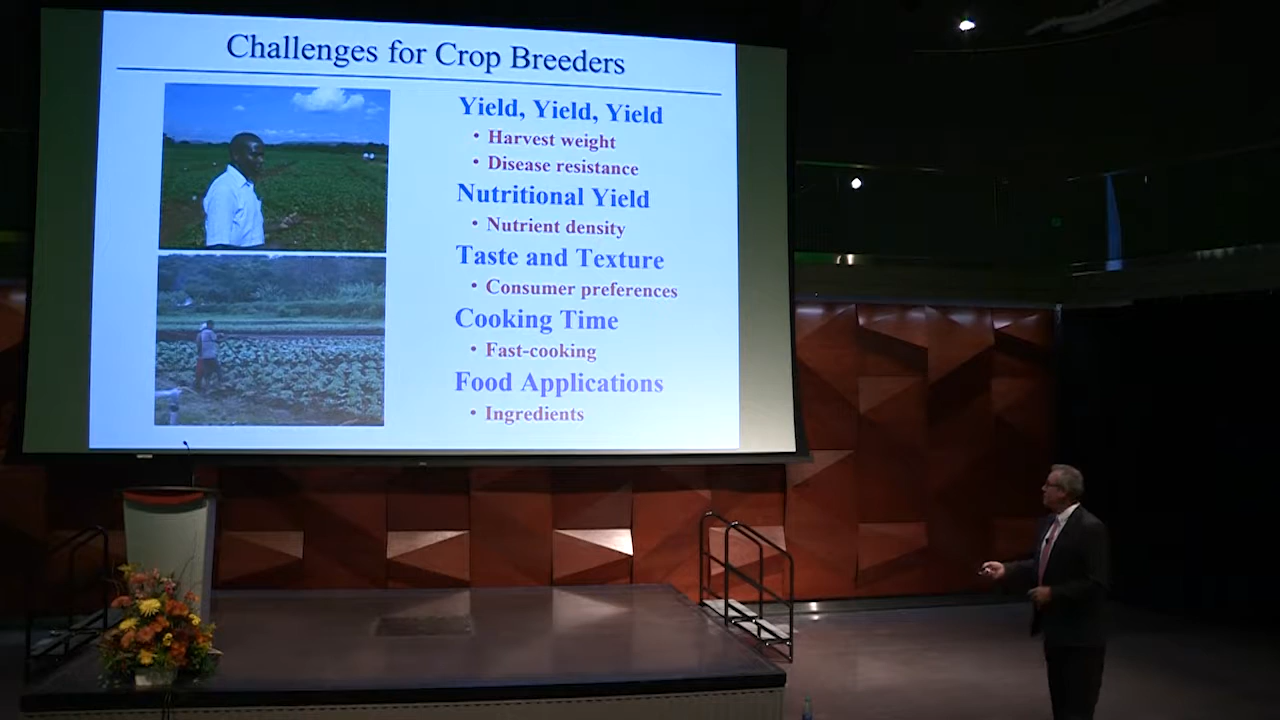 Challenges for Crop Breeders
Yield, Yield, Yield
• Harvest weight
• Disease resistance
Nutritional Yield
• Nutrient density
Taste and Texture
• Consumer preferences
Cooking Time
• Fast-cooking
Food Applications
• Ingredients